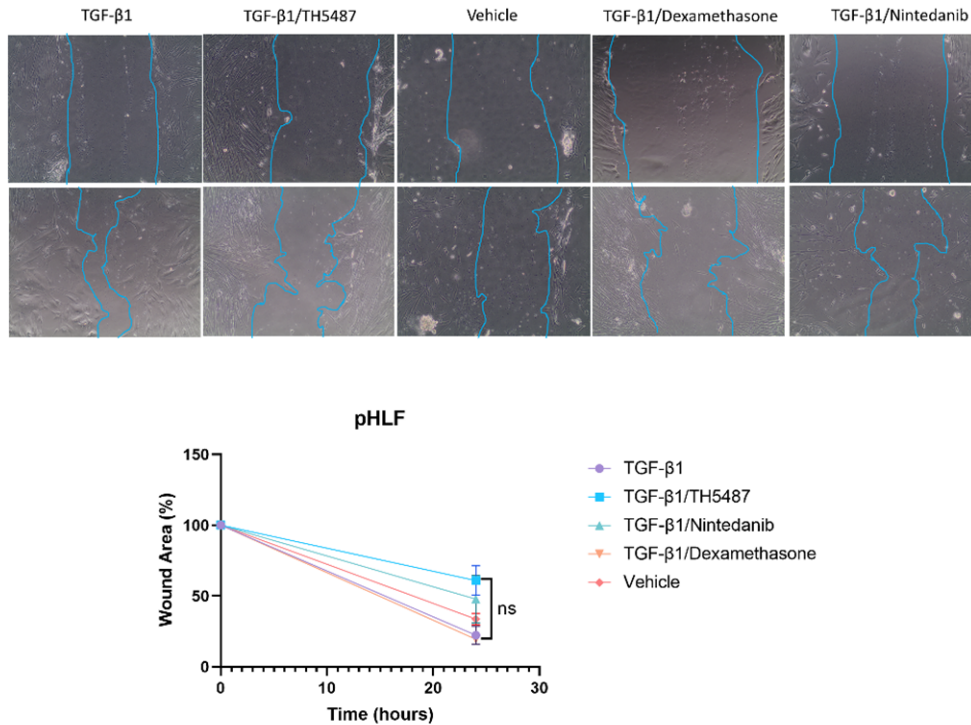 TGF-β1 TGF-β1/TH5487 Vehicle TGF-β1/Dexamethasone TGF-β1/Nintedanib
pHLF
150
100
50
0
Wound Area (%)
0 10 20 30
Time (hours)
ns
TGF-β1
TGF-β1/TH5487
TGF-β1/Nintedanib
TGF-β1/Dexamethasone
Vehicle